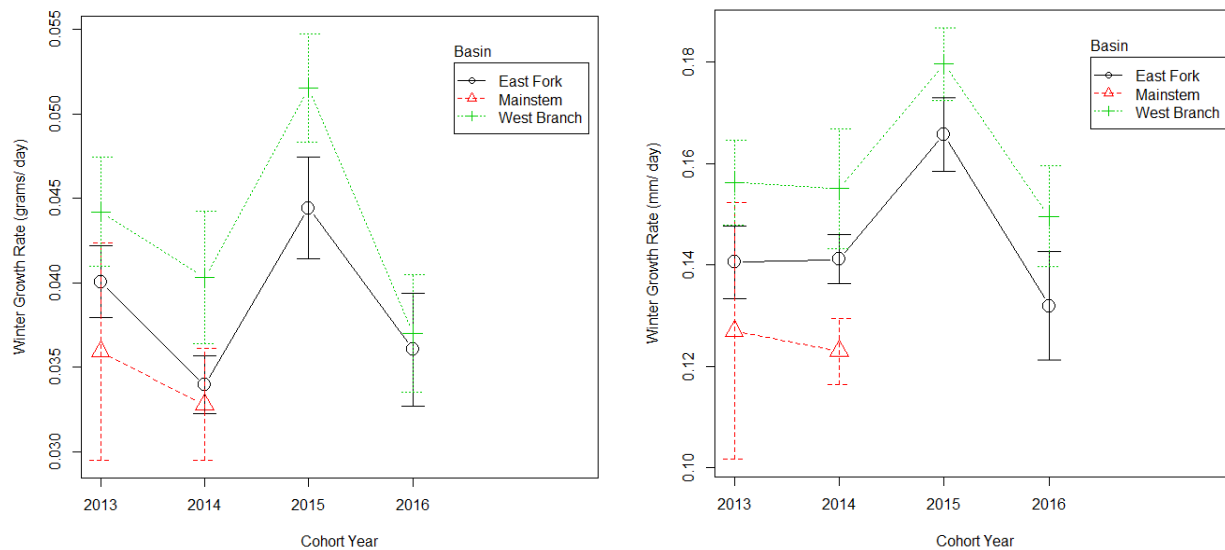 Winter Growth Rate (grams/ day)
0.055
0.050
0.045
0.040
0.035
0.030
Basin
East Fork
Mainstem
West Branch
2013 2014 2015 2016
Cohort Year
Winter Growth Rate (mm/ day)
0.18
0.16
0.14
0.12
0.10
Basin
East Fork
Mainstem
West Branch
2013 2014 2015 2016
Cohort Year